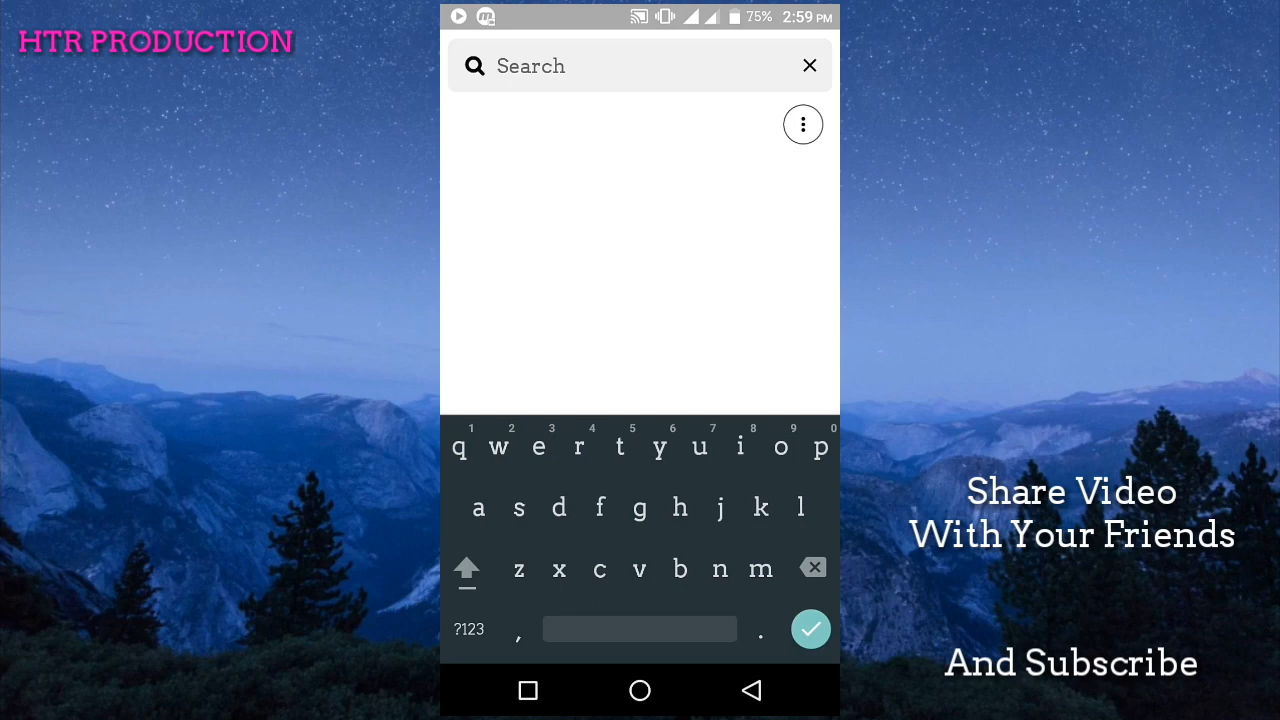 HTR PRODUCTION
75% 2:59 PM
Search
1 2 3 4 5 6 7 8 9 0
q w e r t y u i o p
a s d f g h j k l
z x c v b n m
?123 , .
Share Video
With Your Friends
And Subscribe